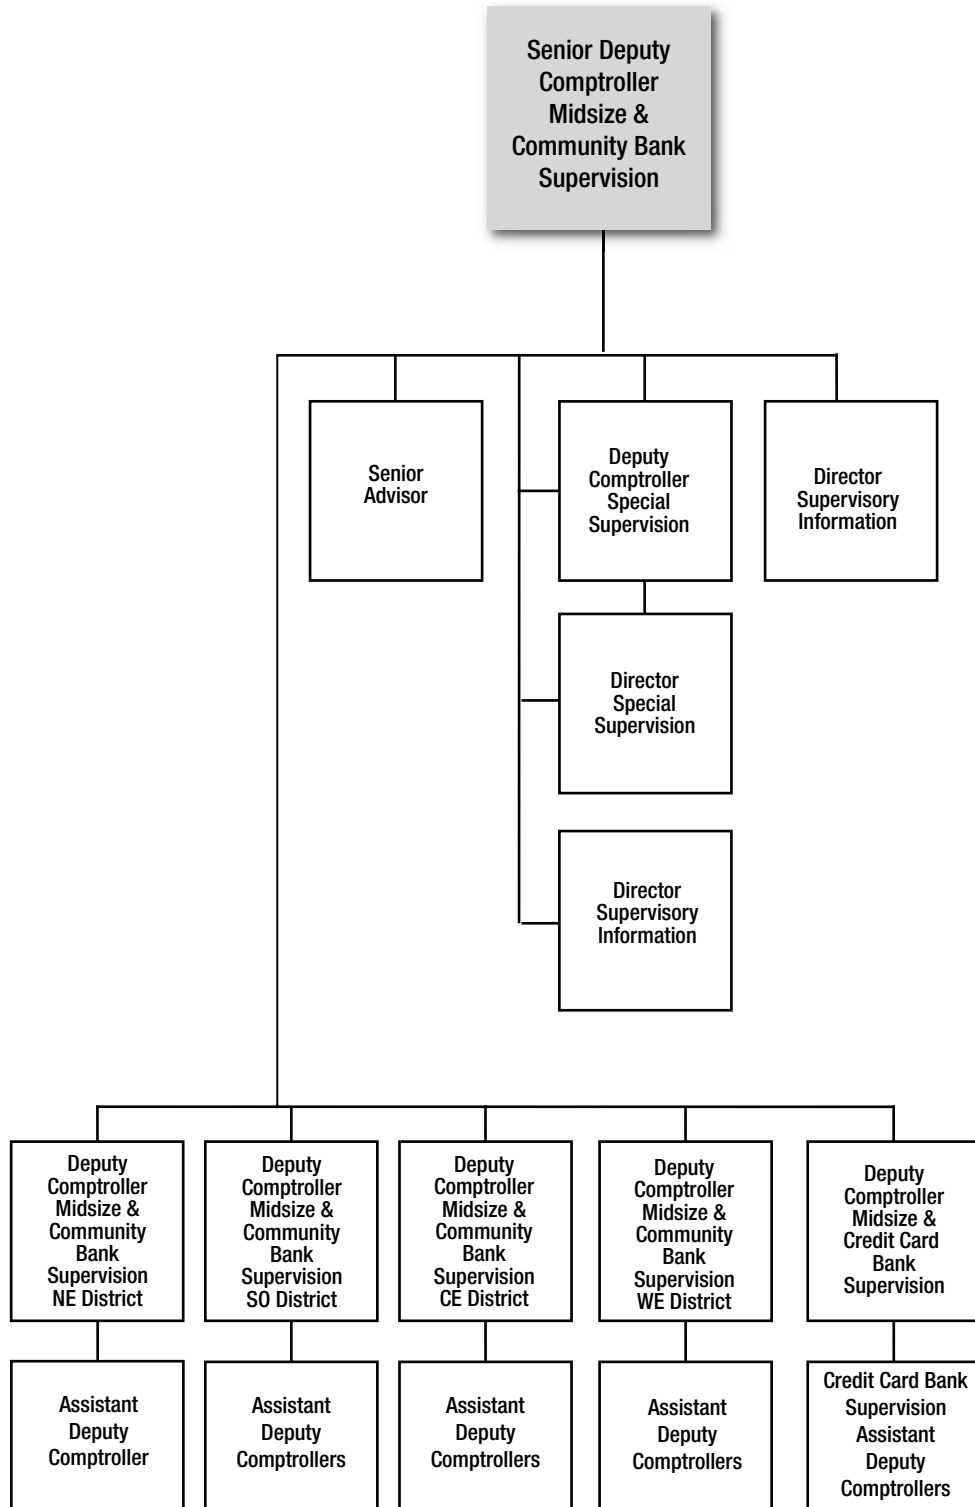 Senior Deputy
Comptroller
Midsize &
Community Bank
Supervision
Senior
Advisor
Deputy
Comptroller
Special
Supervision
Director
Supervisory
Information
Director
Special
Supervision
Director
Supervisory
Information
Deputy
Comptroller
Midsize &
Community
Bank
Supervision
NE District
Deputy
Comptroller
Midsize &
Community
Bank
Supervision
SO District
Deputy
Comptroller
Midsize &
Community
Bank
Supervision
CE District
Deputy
Comptroller
Midsize &
Community
Bank
Supervision
WE District
Deputy
Comptroller
Midsize &
Credit Card
Bank
Supervision
Assistant
Deputy
Comptroller
Assistant
Deputy
Comptrollers
Assistant
Deputy
Comptrollers
Assistant
Deputy
Comptrollers
Credit Card Bank
Supervision
Assistant
Deputy
Comptrollers